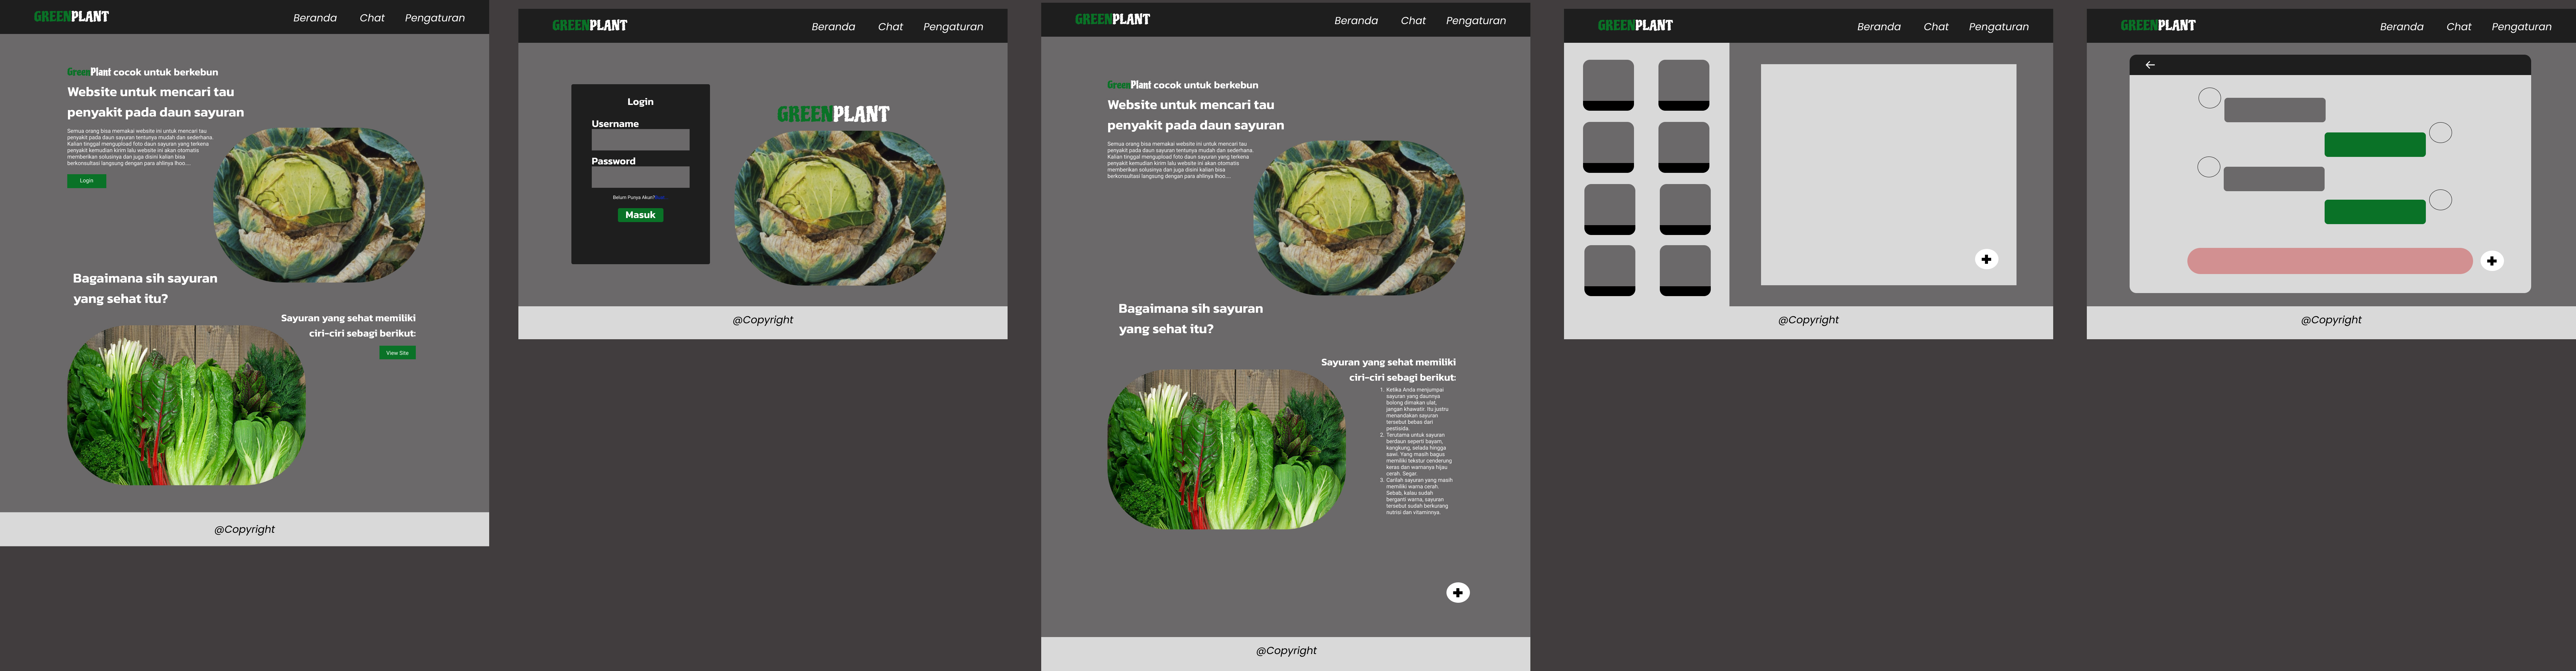 GREENPLANT
Beranda Chat Pengaturan
GreenPlant cocok untuk berkebun
Website untuk mencari tau
penyakit pada daun sayuran
Semua orang bisa memakai website ini untuk mencari tau
penyakit pada daun sayuran tentunya mudah dan sederhana.
Kalian tinggal mengupload foto daun sayuran yang terkena
penyakit kemudian kirim lalu website ini akan otomatis
memberikan solusinya dan juga disini kalian bisa
berkonsultasi langsung dengan para ahlinya lhoo....
Login
Bagaimana sih sayuran
yang sehat itu?
Sayuran yang sehat memiliki
ciri-ciri sebagi berikut:
View Site
@Copyright
GREENPLANT
Beranda Chat Pengaturan
Login
Username
Password
Belum Punya Akun?
Masuk
GREENPLANT
@Copyright
GREENPLANT
Beranda Chat Pengaturan
GreenPlant cocok untuk berkebun
Website untuk mencari tau
penyakit pada daun sayuran
Semua orang bisa memakai website ini untuk mencari tau
penyakit pada daun sayuran tentunya mudah dan sederhana.
Kalian tinggal mengupload foto daun sayuran yang terkena
penyakit kemudian kirim lalu website ini akan otomatis
memberikan solusinya dan juga disini kalian bisa
berkonsultasi langsung dengan para ahlinya lhoo....
Bagaimana sih sayuran
yang sehat itu?
Sayuran yang sehat memiliki
ciri-ciri sebagi berikut:
1. Ketika Anda menjumpai
sayuran yang daunnya
bolong dimakan ulat,
jangan khawatir. Itu justru
menandakan sayuran
tersebut bebas dari
pestisida.
2. Terutama untuk sayuran
berdaun seperti bayam,
kangkung, selada hingga
sawi. Yang masih bagus
memiliki tekstur cenderung
keras dan warnanya hijau
cerah. Segar.
3. Carilah sayuran yang masih
memiliki warna cerah.
Sebab, kalau sudah
berganti warna, sayuran
tersebut sudah berkurang
nutrisi dan vitaminnya.
@Copyright
GREENPLANT
Beranda Chat Pengaturan
@Copyright
GREENPLANT
Beranda Chat Pengaturan
@Copyright